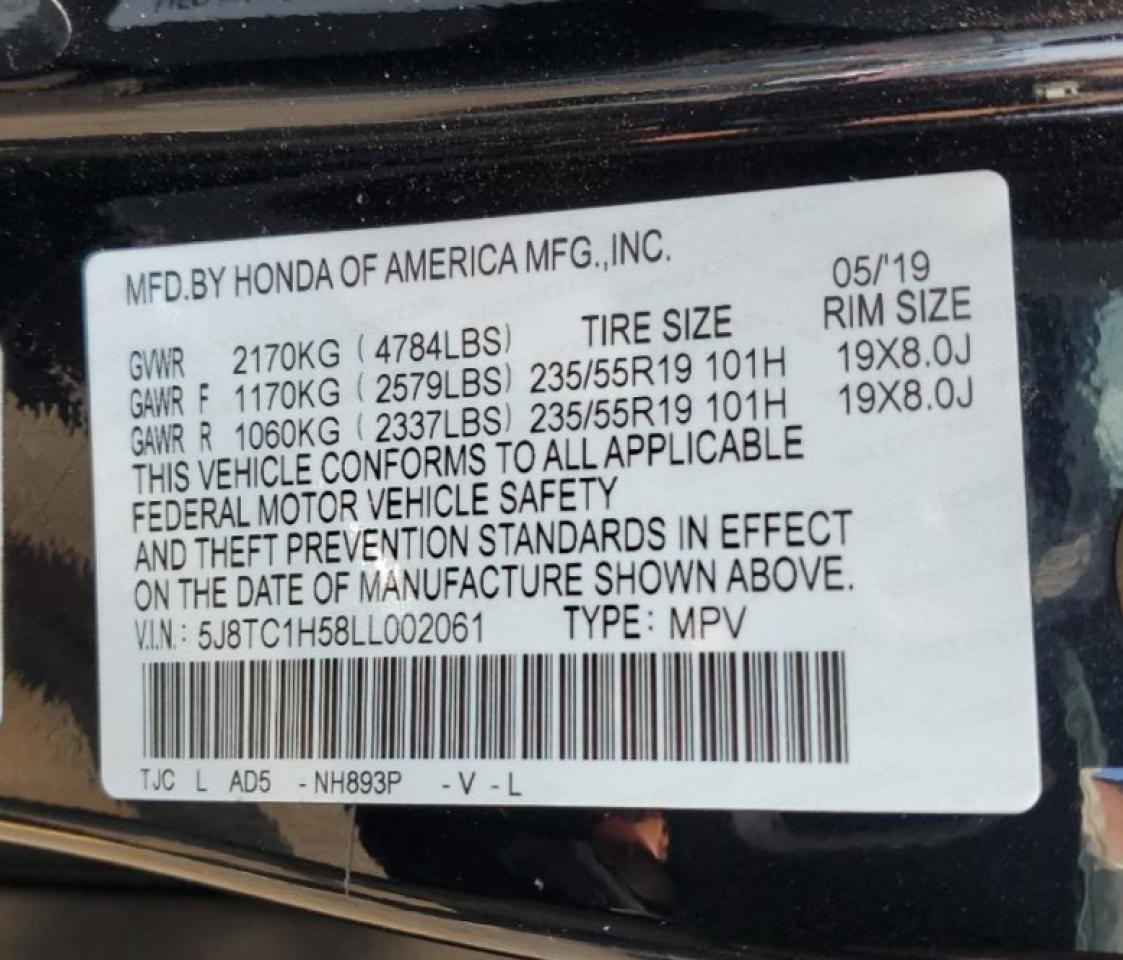 MFD.BY HONDA OF AMERICA MFG.,INC.
05/'19
TIRE SIZE RIM SIZE
GVWR 2170KG ( 4784LBS)
GAWR F 1170KG ( 2579LBS) 235/55R19 101H 19X8.0J
GAWR R 1060KG ( 2337LBS) 235/55R19 101H 19X8.0J
THIS VEHICLE CONFORMS TO ALL APPLICABLE
FEDERAL MOTOR VEHICLE SAFETY
AND THEFT PREVENTION STANDARDS IN EFFECT
ON THE DATE OF MANUFACTURE SHOWN ABOVE.
V.I.N.: 5J8TC1H58LL002061 TYPE: MPV
TJC L AD5 -NH893P -V -L